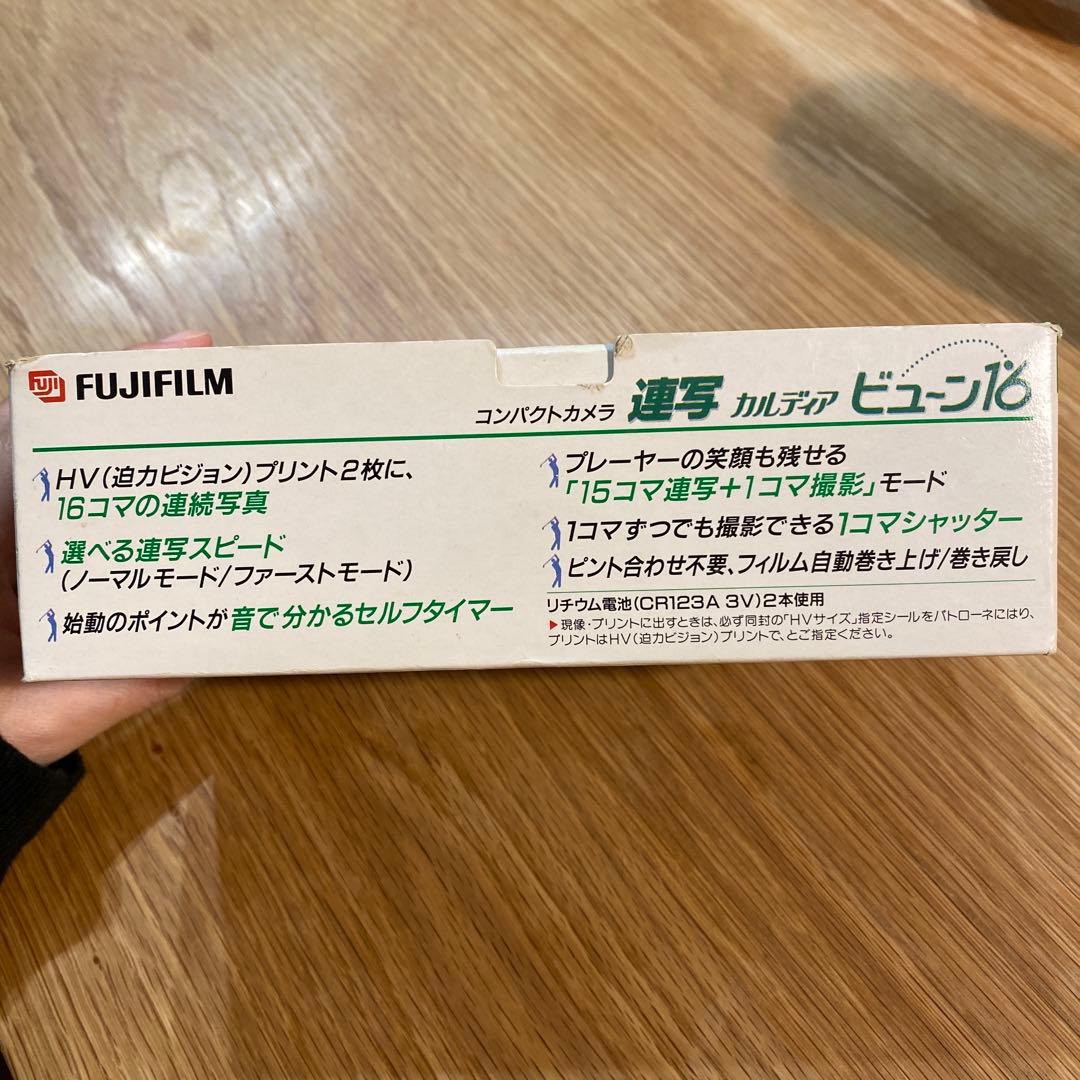 FUJI FUJIFILM
コンパクトカメラ 連写 カルディア ビューン16
HV(迫力ビジョン)プリント2枚に、
16コマの連続写真
選べる連写スピード
(ノーマルモード/ファーストモード)
始動のポイントが音で分かるセルフタイマー
プレーヤーの笑顔も残せる
「15コマ連写+1コマ撮影」モード
1コマずつでも撮影できる1コマシャッター
ピント合わせ不要、フィルム自動巻き上げ/巻き戻し
リチウム電池(CR123A 3V)2本使用
▶現像・プリントに出すときは、必ず同封の「HVサイズ」指定シールをパトローネにはり、
プリントはHV(迫力ビジョン)プリントで、とご指定ください。